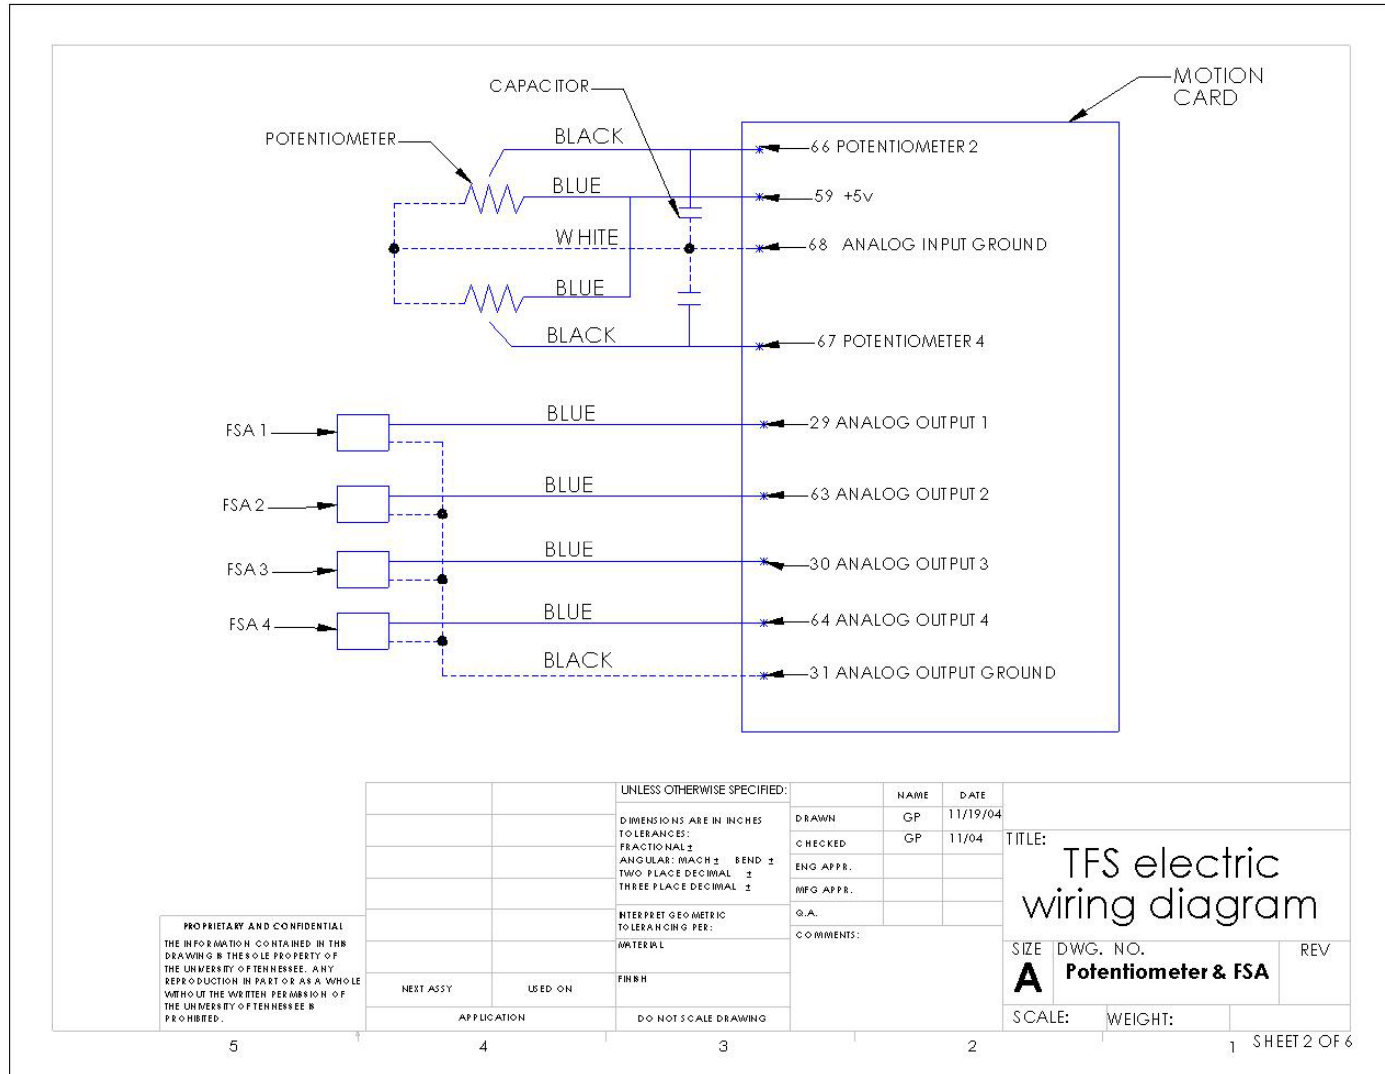 CAPACITOR
MOTION
CARD
POTENTIOMETER
BLACK
66 POTENTIOMETER 2
BLUE
59 +5v
WHITE
68 ANALOG INPUT GROUND
BLUE
BLACK
67 POTENTIOMETER 4
FSA 1
BLUE
29 ANALOG OUTPUT 1
FSA 2
BLUE
63 ANALOG OUTPUT 2
FSA 3
BLUE
30 ANALOG OUTPUT 3
FSA 4
BLUE
64 ANALOG OUTPUT 4
BLACK
31 ANALOG OUTPUT GROUND
PROPRIETARY AND CONFIDENTIAL
THE INFORMATION CONTAINED IN THIS
DRAWING IS THE SOLE PROPERTY OF
THE UNIVERSITY OF TENNESSEE. ANY
REPRODUCTION IN PART OR AS A WHOLE
WITHOUT THE WRITTEN PERMISSION OF
THE UNIVERSITY OF TENNESSEE IS
PROHIBITED.
NEXT ASSY
USED ON
APPLICATION
UNLESS OTHERWISE SPECIFIED:
DIMENSIONS ARE IN INCHES
TOLERANCES:
FRACTIONAL ±
ANGULAR: MACH ± BEND ±
TWO PLACE DECIMAL ±
THREE PLACE DECIMAL ±
INTERPRET GEOMETRIC
TOLERANCING PER:
MATERIAL
FINISH
DO NOT SCALE DRAWING
NAME DATE
DRAWN GP 11/19/04
CHECKED GP 11/04
ENG APPR.
MFG APPR.
Q.A.
COMMENTS:
TITLE:
TFS electric
wiring diagram
SIZE DWG. NO. REV
A Potentiometer & FSA
SCALE: WEIGHT:
SHEET 2 OF 6
5 4 3 2 1